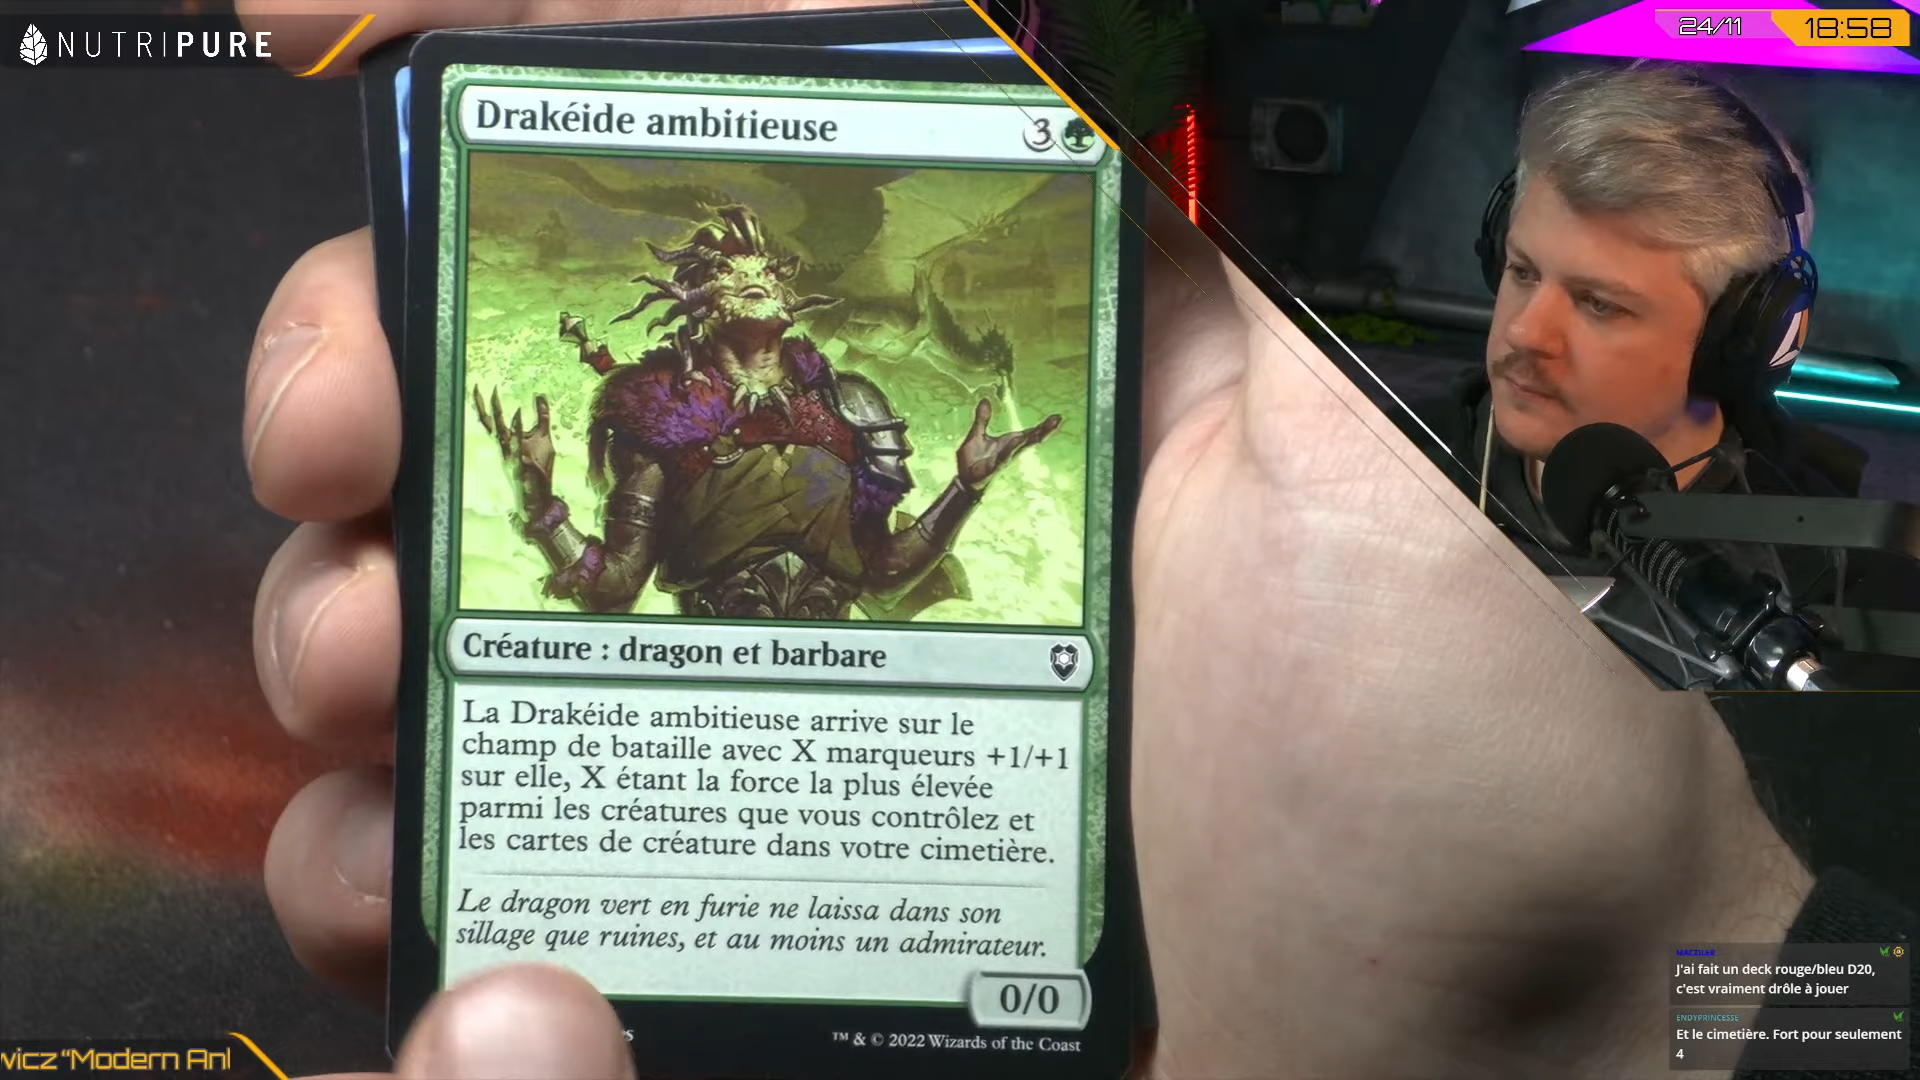 NUTRIPURE
24/11
18:58
Drakéide ambitieuse
3
Créature : dragon et barbare
La Drakéide ambitieuse arrive sur le
champ de bataille avec X marqueurs +1/+1
sur elle, X étant la force la plus élevée
parmi les créatures que vous contrôlez et
les cartes de créature dans votre cimetière.
Le dragon vert en furie ne laissa dans son
sillage que ruines, et au moins un admirateur.
0/0
™ & © 2022 Wizards of the Coast
MACZILER
J'ai fait un deck rouge/bleu D20,
c'est vraiment drôle à jouer
ENDYPRINCESSE
Et le cimetière. Fort pour seulement
4
wicz "Modern